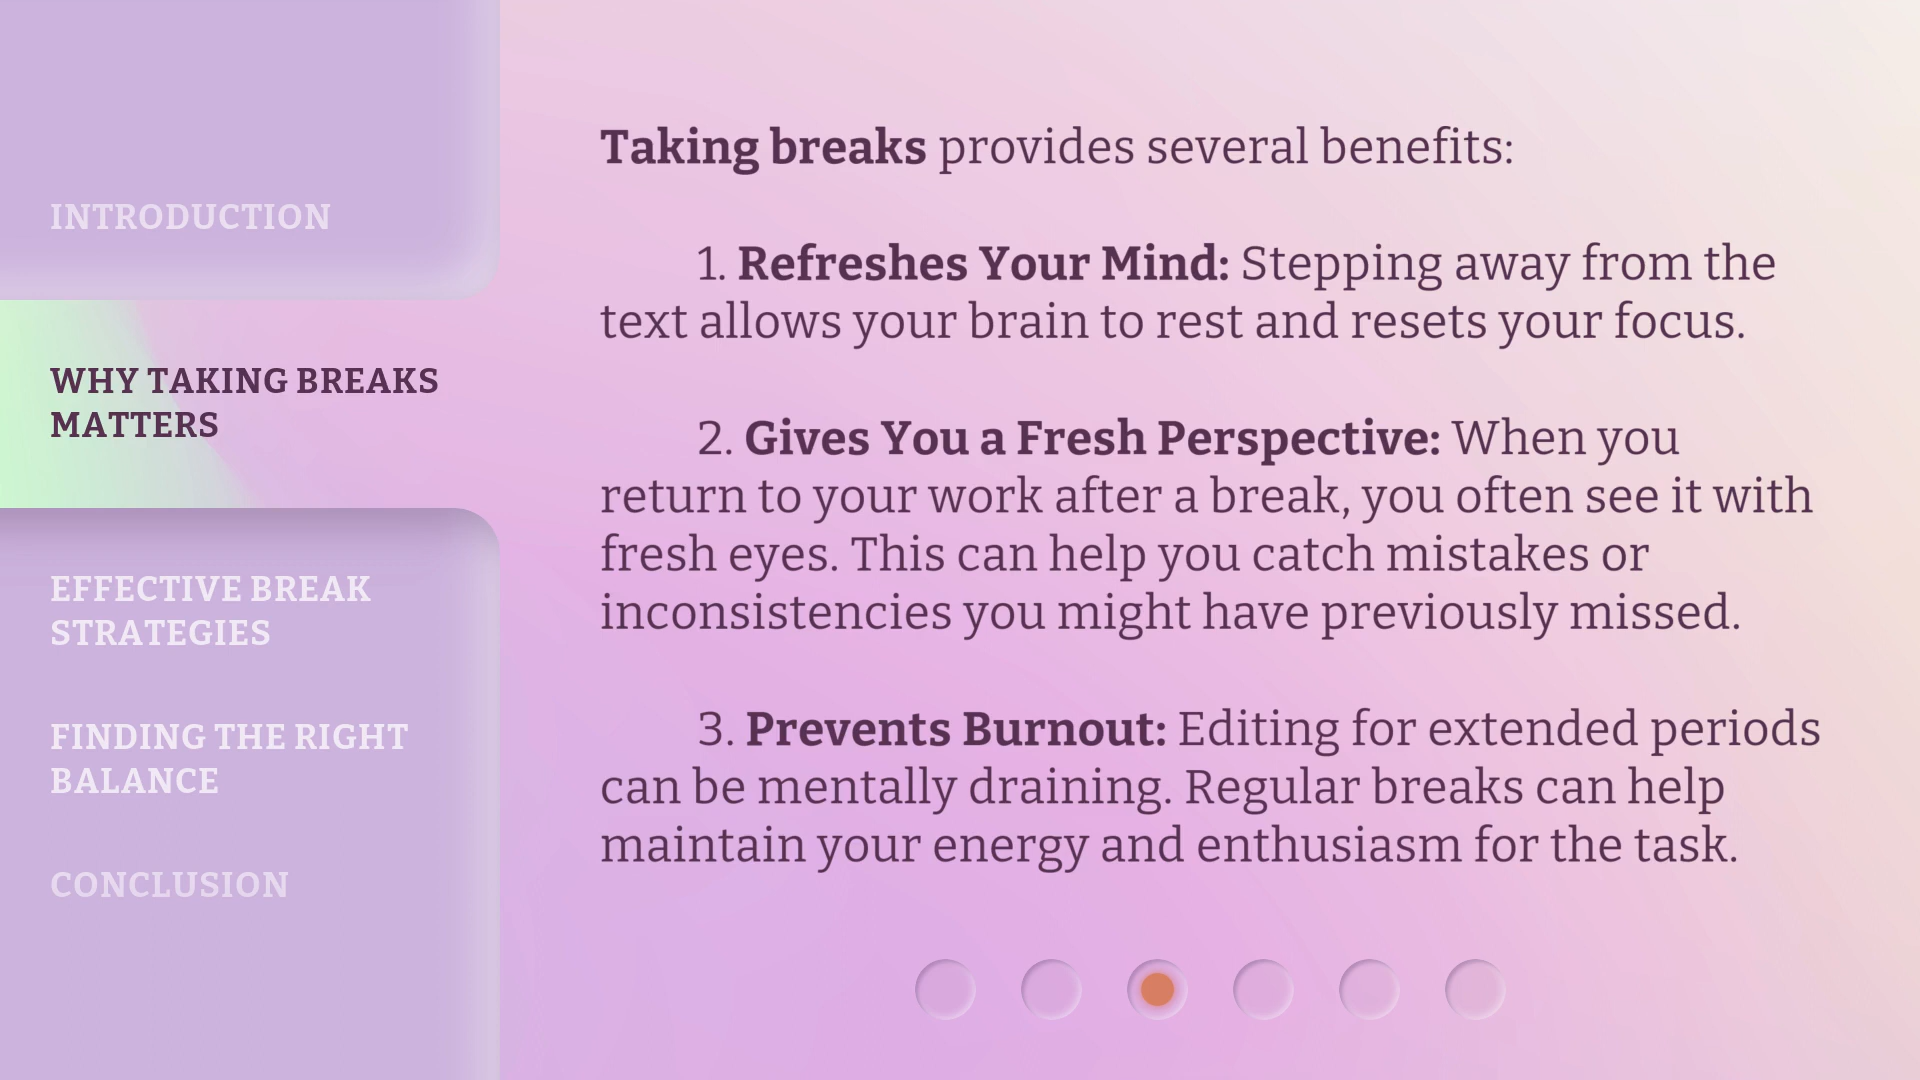 INTRODUCTION
WHY TAKING BREAKS
MATTERS
EFFECTIVE BREAK
STRATEGIES
FINDING THE RIGHT
BALANCE
CONCLUSION
Taking breaks provides several benefits:
1. Refreshes Your Mind: Stepping away from the
text allows your brain to rest and resets your focus.
2. Gives You a Fresh Perspective: When you
return to your work after a break, you often see it with
fresh eyes. This can help you catch mistakes or
inconsistencies you might have previously missed.
3. Prevents Burnout: Editing for extended periods
can be mentally draining. Regular breaks can help
maintain your energy and enthusiasm for the task.